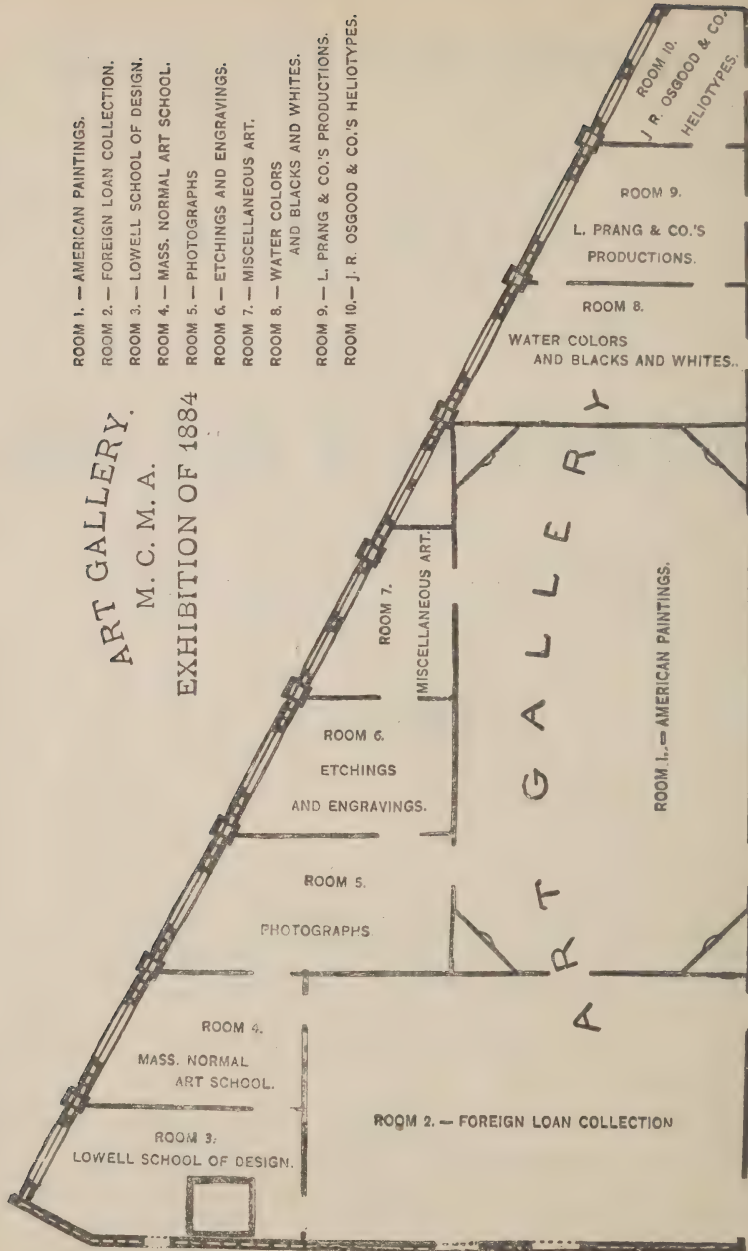 ART GALLERY.
M. C. M. A.
EXHIBITION OF 1884
ROOM 1. — AMERICAN PAINTINGS.
ROOM 2. — FOREIGN LOAN COLLECTION.
ROOM 3. — LOWELL SCHOOL OF DESIGN.
ROOM 4. — MASS. NORMAL ART SCHOOL.
ROOM 5. — PHOTOGRAPHS
ROOM 6. — ETCHINGS AND ENGRAVINGS.
ROOM 7. — MISCELLANEOUS ART.
ROOM 8. — WATER COLORS
AND BLACKS AND WHITES.
ROOM 9. — L. PRANG & CO.'S PRODUCTIONS.
ROOM 10. — J. R. OSGOOD & CO.'S HELIOTYPES.
ROOM 10.
J. R. OSGOOD & CO.
HELIOTYPES.
ROOM 9.
L. PRANG & CO.'S
PRODUCTIONS.
ROOM 8.
WATER COLORS
AND BLACKS AND WHITES..
ROOM 7.
MISCELLANEOUS ART.
ROOM 6.
ETCHINGS
AND ENGRAVINGS.
ROOM 5.
PHOTOGRAPHS
ROOM 4.
MASS. NORMAL
ART SCHOOL.
ROOM 3.
LOWELL SCHOOL OF DESIGN.
ART GALLERY
ROOM 1. — AMERICAN PAINTINGS.
ROOM 2. — FOREIGN LOAN COLLECTION